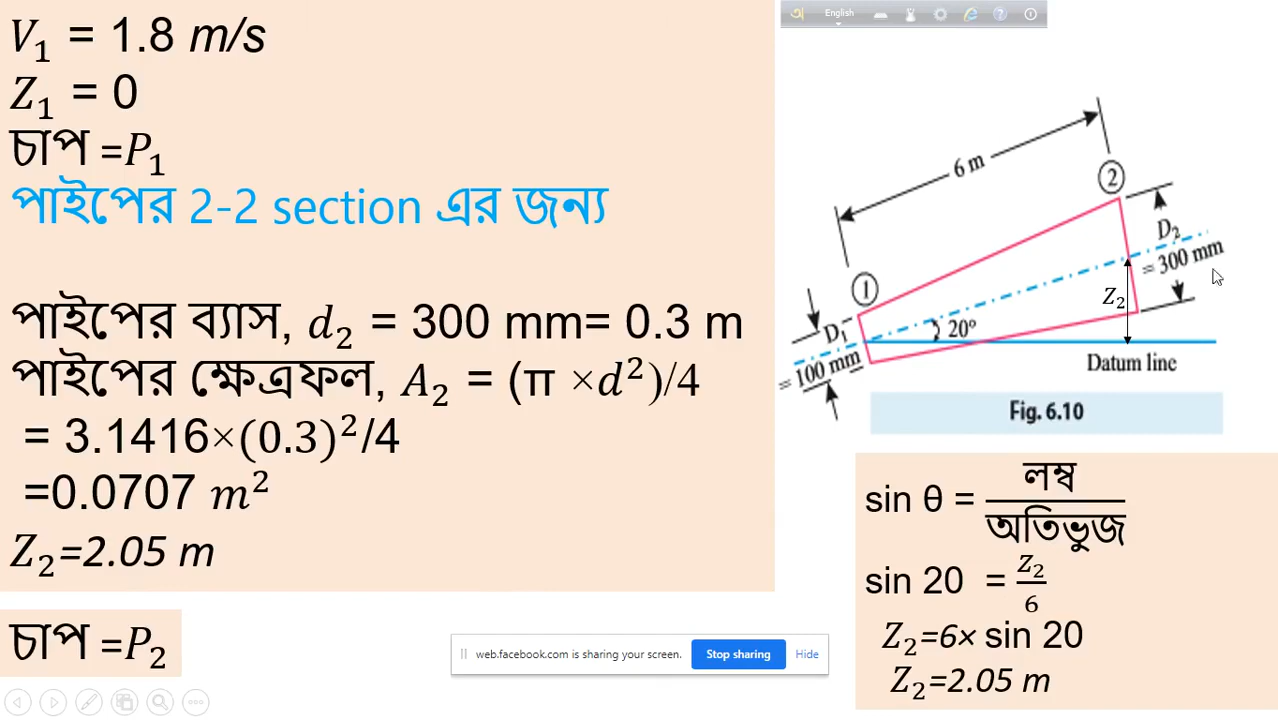 V₁ = 1.8 m/s
Z₁ = 0
চাপ =P₁
পাইপের 2-2 section এর জন্য
পাইপের ব্যাস, d₂ = 300 mm= 0.3 m
পাইপের ক্ষেত্রফল, A₂ = (π ×d²)/4
= 3.1416×(0.3)²/4
=0.0707 m²
Z₂=2.05 m
চাপ =P₂
English
6 m
2
D₂
= 300 mm
Z₂
1
D₁
= 100 mm
20°
Datum line
Fig. 6.10
sin θ = লম্ব/অতিভুজ
sin 20 = z₂/6
Z₂=6× sin 20
Z₂=2.05 m
web.facebook.com is sharing your screen.
Stop sharing
Hide